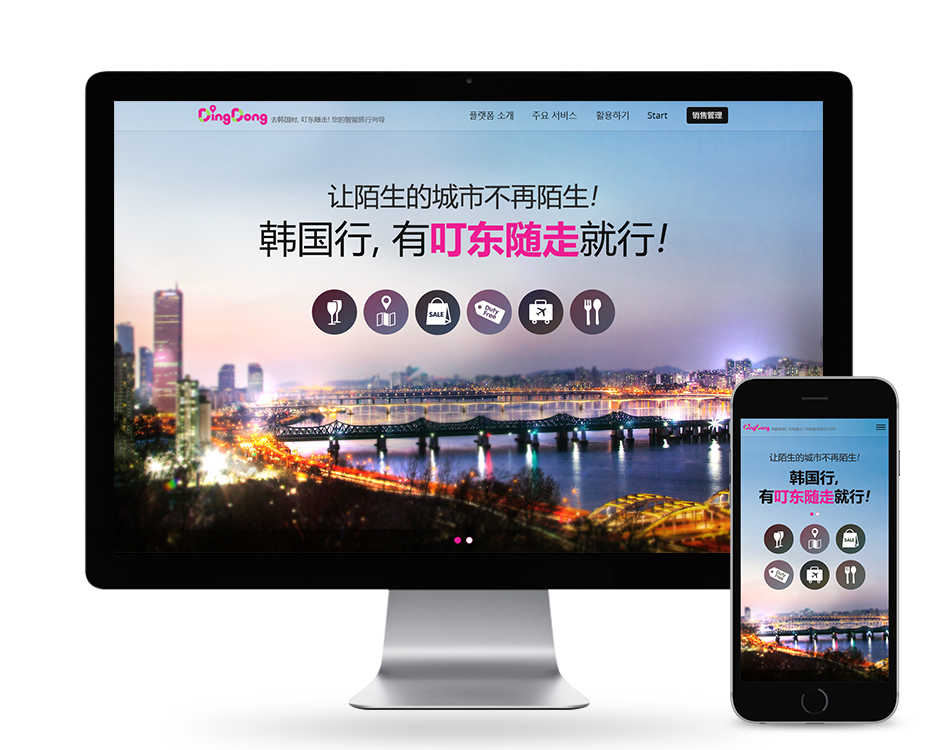 DingDong 去韩国时, 叮东随走! 您的智能旅行向导
플랫폼 소개 주요 서비스 활용하기 Start 销售管理
让陌生的城市不再陌生!
韩国行, 有叮东随走就行!
SALE
Duty Free
DingDong
让陌生的城市不再陌生!
韩国行,
有叮东随走就行!
SALE
Duty Free